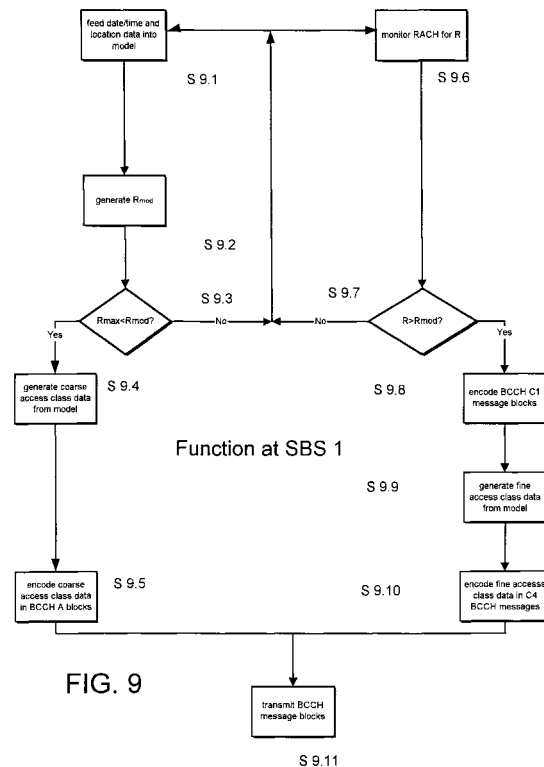 feed date/time and
location data into
model
monitor RACH for R
S 9.1
S 9.6
generate Rmod
S 9.2
S 9.3
S 9.7
Rmax<Rmod?
No
No
R>Rmod?
Yes
Yes
generate coarse
access class data
from model
S 9.4
S 9.8
encode BCCH C1
message blocks
Function at SBS 1
S 9.9
generate fine
access class data
from model
encode coarse
access class data
in BCCH A blocks
S 9.5
S 9.10
encode fine access
class data in C4
BCCH messages
FIG. 9
transmit BCCH
message blocks
S 9.11